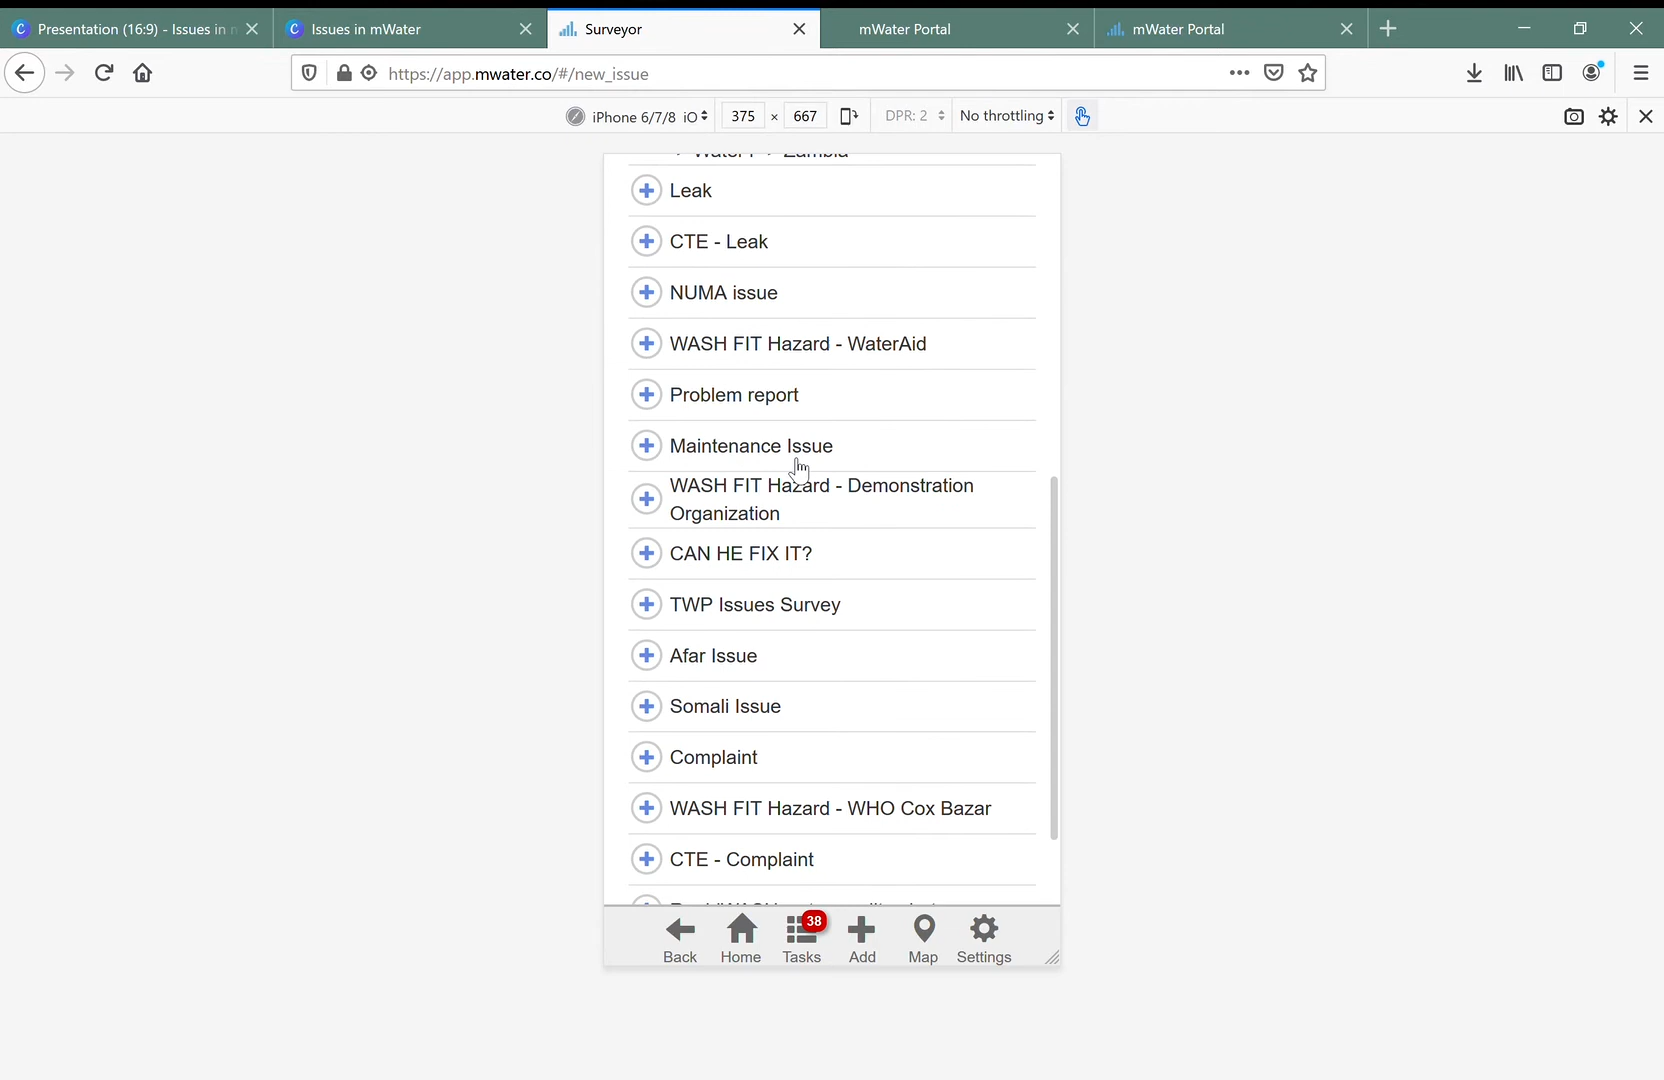 Presentation (16:9) - Issues in
Issues in mWater
Surveyor
mWater Portal
mWater Portal
https://app.mwater.co/#/new_issue
iPhone 6/7/8 iO
375 × 667
DPR: 2
No throttling
Leak
CTE - Leak
NUMA issue
WASH FIT Hazard - WaterAid
Problem report
Maintenance Issue
WASH FIT Hazard - Demonstration
Organization
CAN HE FIX IT?
TWP Issues Survey
Afar Issue
Somali Issue
Complaint
WASH FIT Hazard - WHO Cox Bazar
CTE - Complaint
38
Back
Home
Tasks
Add
Map
Settings